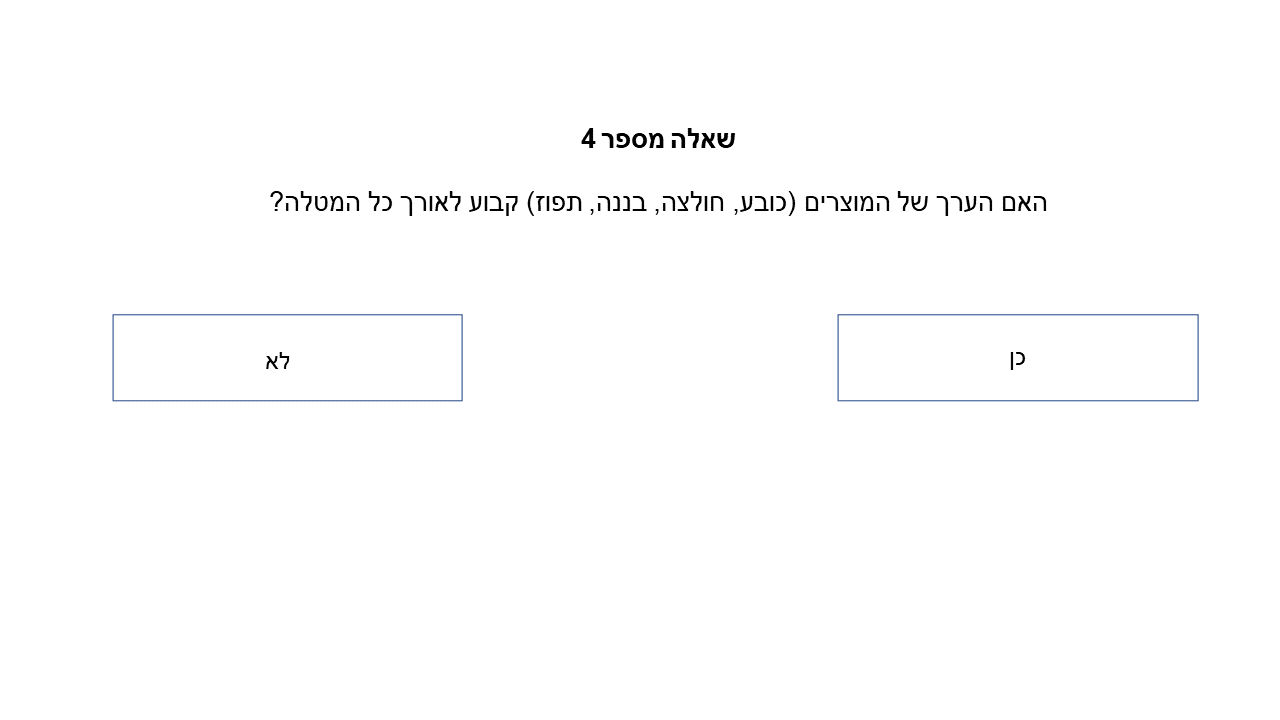 שאלה מספר 4
האם הערך של המוצרים (כובע, חולצה, בננה, תפוז) קבוע לאורך כל המטלה?
כן
לא